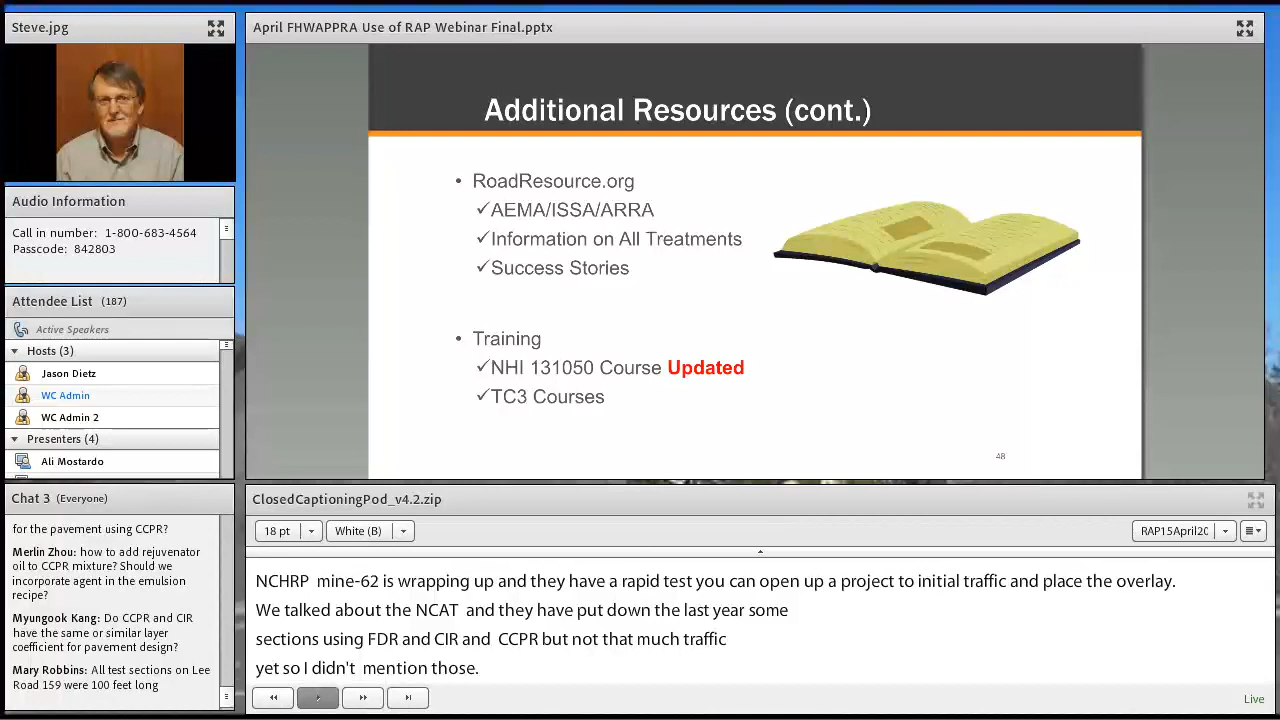 Steve.jpg
Audio Information
Call in number: 1-800-683-4564
Passcode: 842803
Attendee List (187)
Active Speakers
Hosts (3)
Jason Dietz
WC Admin
WC Admin 2
Presenters (4)
Ali Mostardo
Chat 3 (Everyone)
for the pavement using CCPR?
Merlin Zhou: how to add rejuvenator
oil to CCPR mixture? Should we
incorporate agent in the emulsion
recipe?
Myungook Kang: Do CCPR and CIR
have the same or similar layer
coefficient for pavement design?
Mary Robbins: All test sections on Lee
Road 159 were 100 feet long
April FHWAPPRA Use of RAP Webinar Final.pptx
Additional Resources (cont.)
• RoadResource.org
✓AEMA/ISSA/ARRA
✓Information on All Treatments
✓Success Stories
• Training
✓NHI 131050 Course Updated
✓TC3 Courses
48
ClosedCaptioningPod_v4.2.zip
18 pt
White (B)
RAP15April20
NCHRP mine-62 is wrapping up and they have a rapid test you can open up a project to initial traffic and place the overlay.
We talked about the NCAT and they have put down the last year some
sections using FDR and CIR and CCPR but not that much traffic
yet so I didn't mention those.
Live